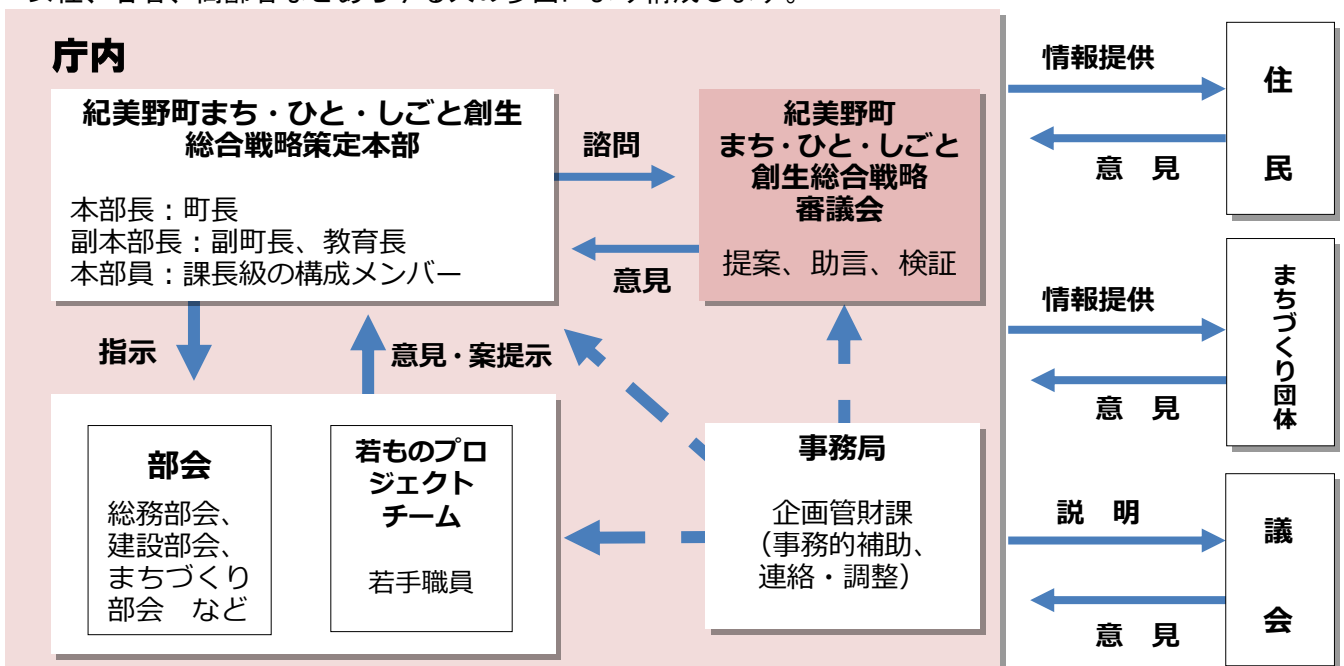 庁内
紀美野町まち・ひと・しごと創生
総合戦略策定本部
本部長：町長
副本部長：副町長、教育長
本部員：課長級の構成メンバー
諮問
意見
紀美野町
まち・ひと・しごと
創生総合戦略
審議会
提案、助言、検証
指示
意見・案提示
部会
総務部会、
建設部会、
まちづくり
部会　など
若ものプロ
ジェクト
チーム
若手職員
事務局
企画管財課
（事務的補助、
連絡・調整）
情報提供
意　見
住
民
情報提供
意　見
まちづくり団体
説　明
意　見
議
会